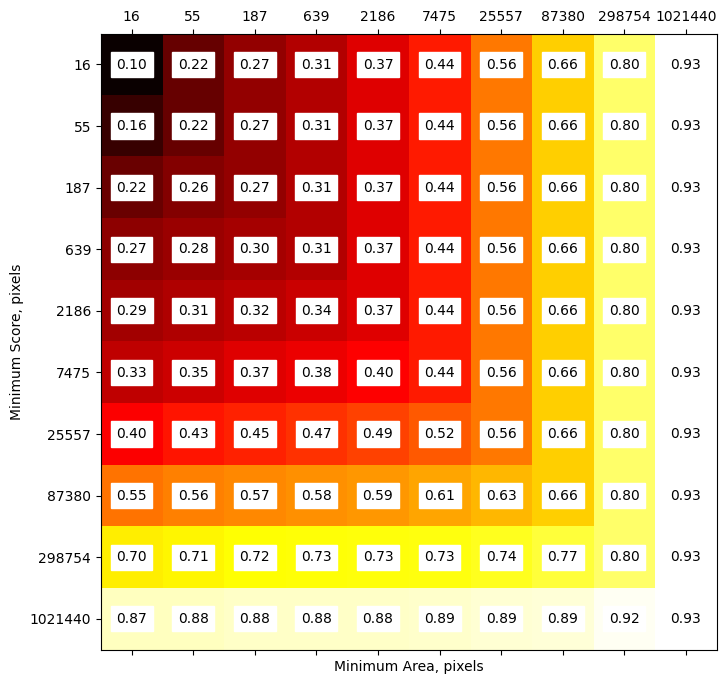 16 55 187 639 2186 7475 25557 87380 298754 1021440
16 0.10 0.22 0.27 0.31 0.37 0.44 0.56 0.66 0.80 0.93
55 0.16 0.22 0.27 0.31 0.37 0.44 0.56 0.66 0.80 0.93
187 0.22 0.26 0.27 0.31 0.37 0.44 0.56 0.66 0.80 0.93
639 0.27 0.28 0.30 0.31 0.37 0.44 0.56 0.66 0.80 0.93
2186 0.29 0.31 0.32 0.34 0.37 0.44 0.56 0.66 0.80 0.93
7475 0.33 0.35 0.37 0.38 0.40 0.44 0.56 0.66 0.80 0.93
25557 0.40 0.43 0.45 0.47 0.49 0.52 0.56 0.66 0.80 0.93
87380 0.55 0.56 0.57 0.58 0.59 0.61 0.63 0.66 0.80 0.93
298754 0.70 0.71 0.72 0.73 0.73 0.73 0.74 0.77 0.80 0.93
1021440 0.87 0.88 0.88 0.88 0.88 0.89 0.89 0.89 0.92 0.93
Minimum Score, pixels
Minimum Area, pixels